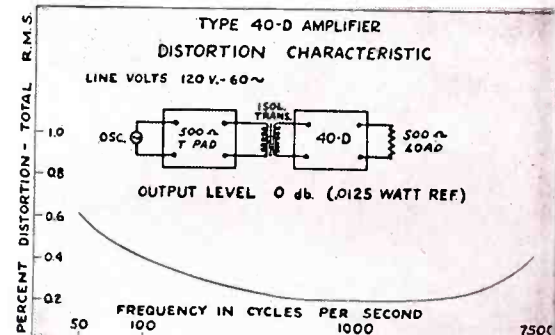 TYPE 40-D AMPLIFIER
DISTORTION CHARACTERISTIC
LINE VOLTS 120 V.- 60~
ISOL.
TRANS.
OSC.
500 Ω
T PAD
40-D
500 Ω
LOAD
OUTPUT LEVEL 0 db. (.0125 WATT REF.)
PERCENT DISTORTION - TOTAL R.M.S.
1.0
0.8
0.6
0.4
0.2
FREQUENCY IN CYCLES PER SECOND
50 100 1000 7500